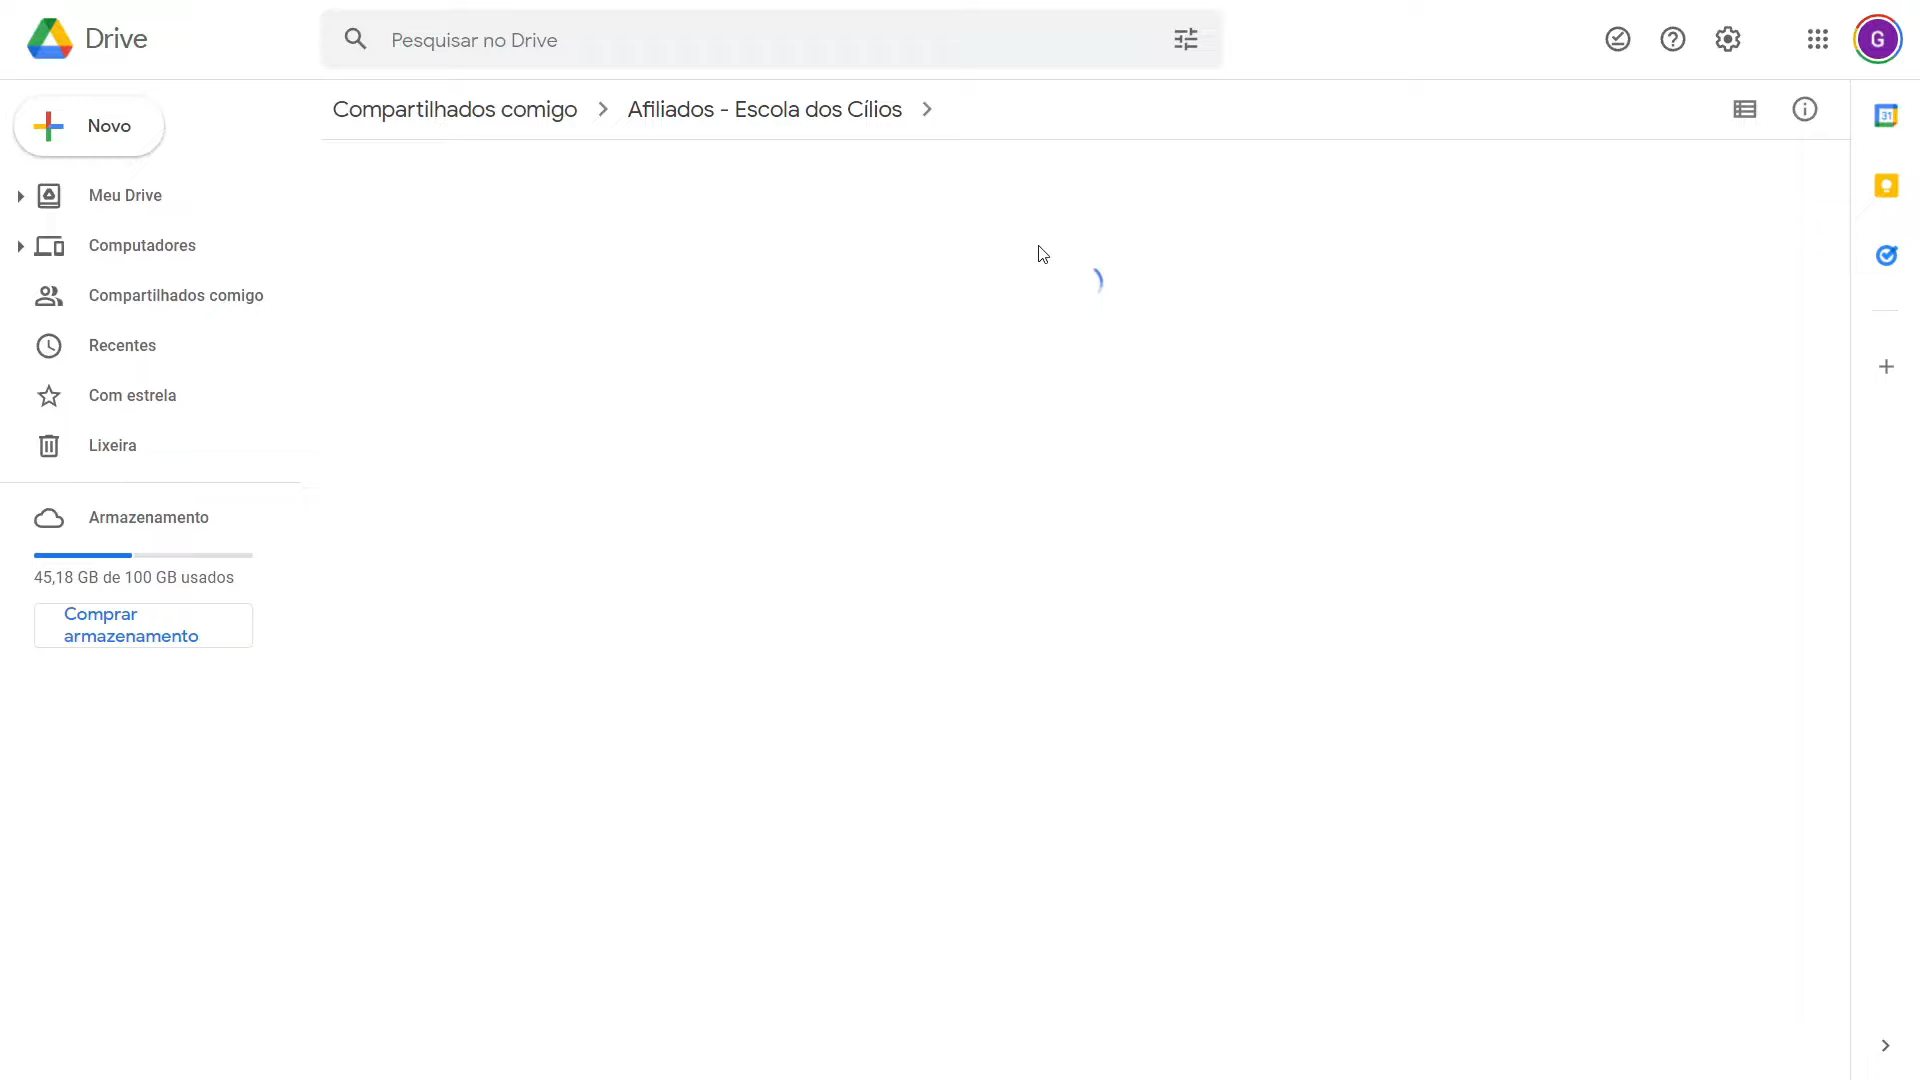 Drive
Pesquisar no Drive
G
Novo
Compartilhados comigo
Afiliados - Escola dos Cílios
31
Meu Drive
Computadores
Compartilhados comigo
Recentes
Com estrela
Lixeira
Armazenamento
45,18 GB de 100 GB usados
Comprar
armazenamento